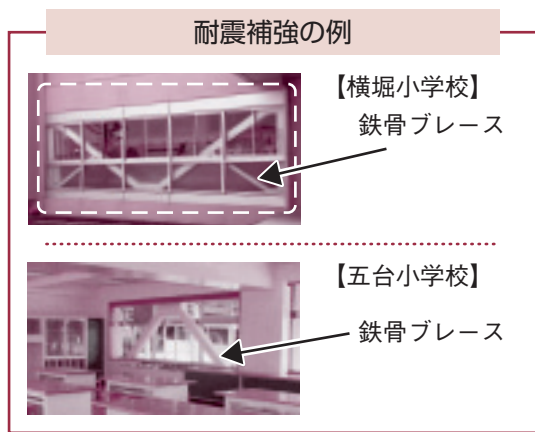 耐震補強の例
【横堀小学校】
鉄骨ブレース
【五台小学校】
鉄骨ブレース